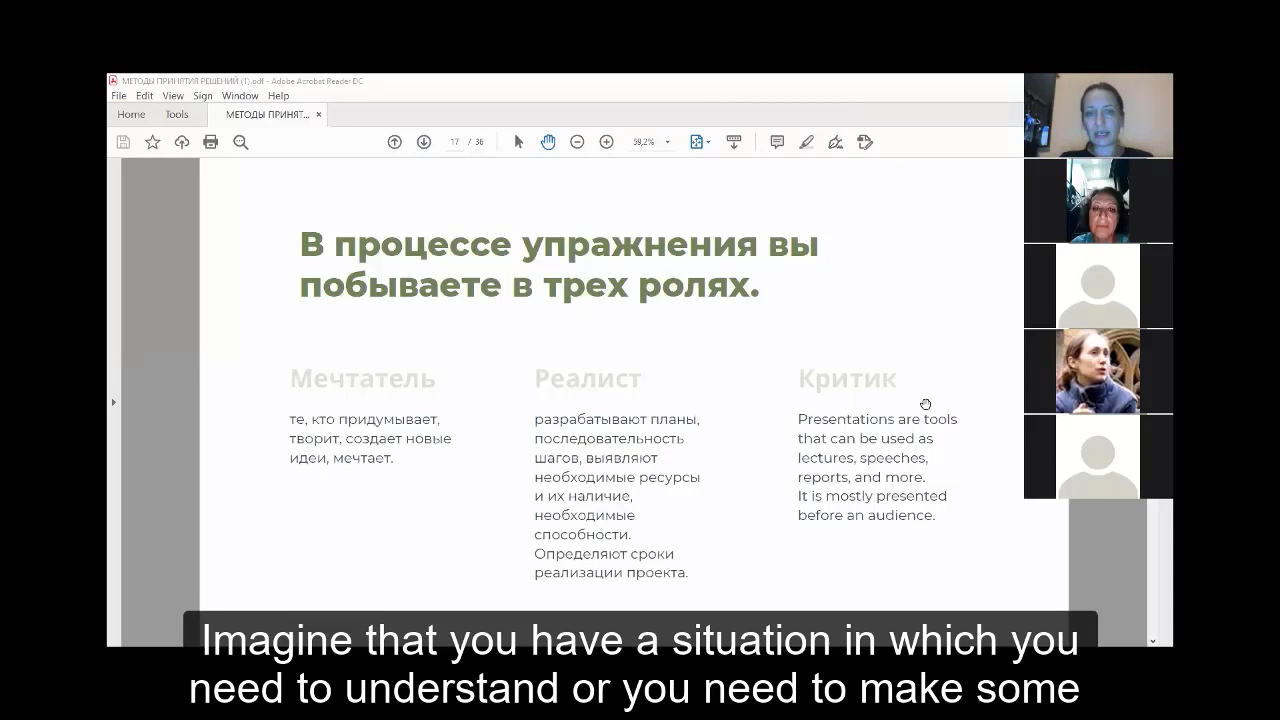 МЕТОДЫ ПРИНЯТИЯ РЕШЕНИЙ (1).pdf - Adobe Acrobat Reader DC
File Edit View Sign Window Help
Home Tools МЕТОДЫ ПРИНЯТ... ×
17 / 36 59,2%
В процессе упражнения вы
побываете в трех ролях.
Мечтатель
те, кто придумывает,
творит, создает новые
идеи, мечтает.
Реалист
разрабатывают планы,
последовательность
шагов, выявляют
необходимые ресурсы
и их наличие,
необходимые
способности.
Определяют сроки
реализации проекта.
Критик
Presentations are tools
that can be used as
lectures, speeches,
reports, and more.
It is mostly presented
before an audience.
Imagine that you have a situation in which you
need to understand or you need to make some